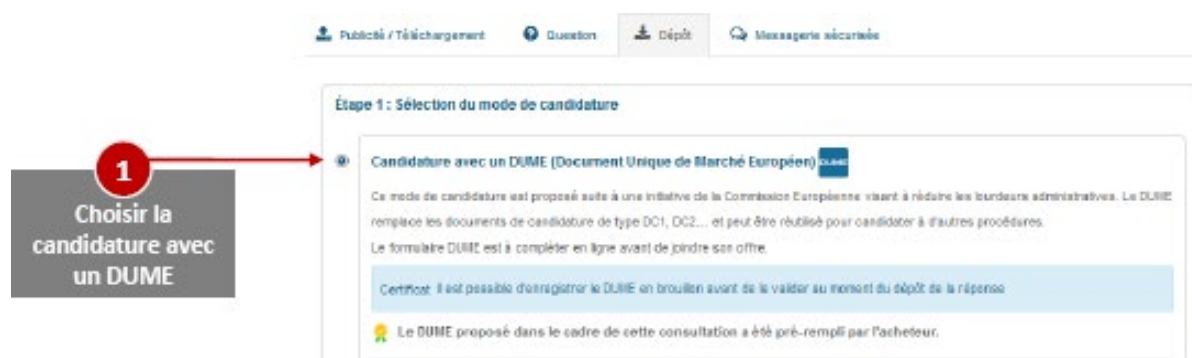 Publicité / Téléchargement Question Dépôt Messagerie sécurisée
Étape 1 : Sélection du mode de candidature
Candidature avec un DUME (Document Unique de Marché Européen) DUME
1
Choisir la
candidature avec
un DUME
Ce mode de candidature est proposé suite à une initiative de la Commission Européenne visant à réduire les lourdeurs administratives. Le DUME
remplace les documents de candidature de type DC1, DC2... et peut être réutilisé pour candidater à d'autres procédures.
Le formulaire DUME est à compléter en ligne avant de joindre son offre.
Certificat Il est possible d'enregistrer le DUME en brouillon avant de le valider au moment du dépôt de la réponse
Le DUME proposé dans le cadre de cette consultation a été pré-rempli par l'acheteur.